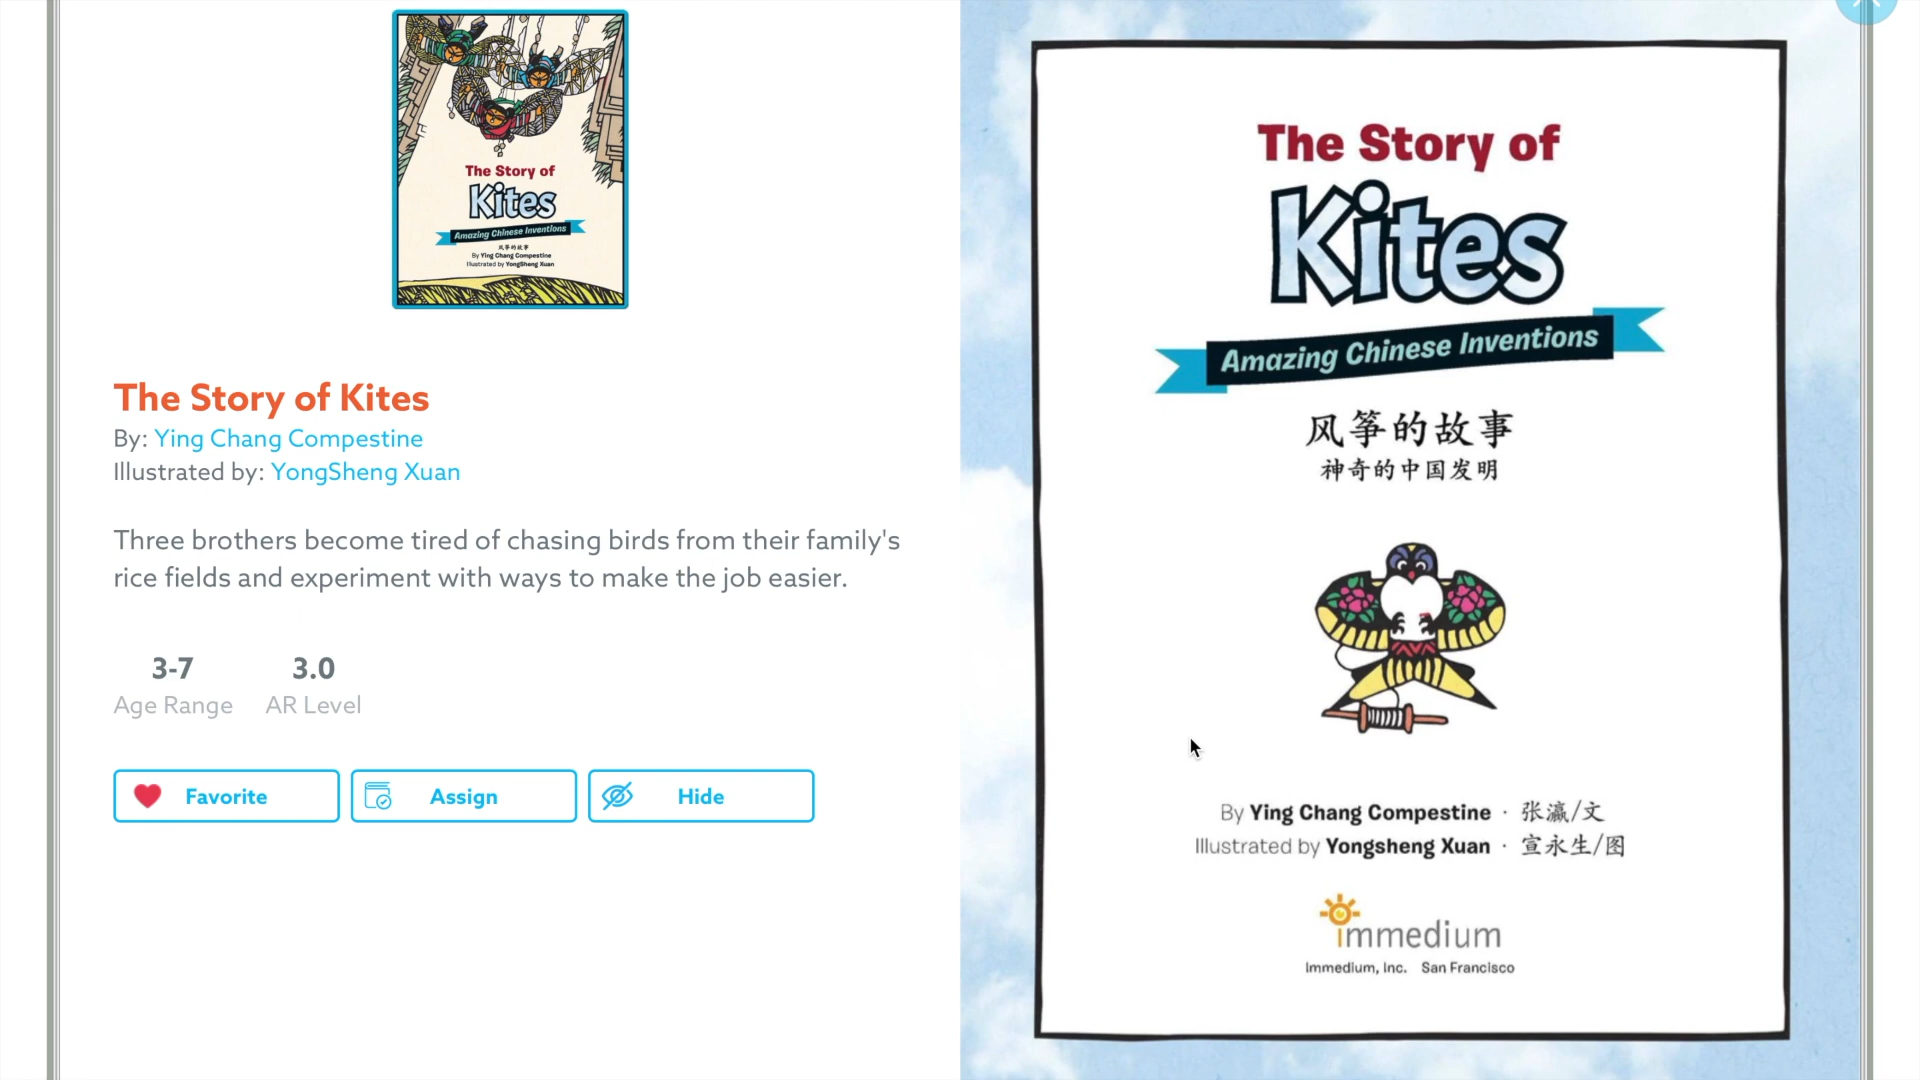 The Story of
Kites
Amazing Chinese Inventions
风筝的故事
By Ying Chang Compestine
Illustrated by YongSheng Xuan
The Story of Kites
By: Ying Chang Compestine
Illustrated by: YongSheng Xuan
Three brothers become tired of chasing birds from their family's
rice fields and experiment with ways to make the job easier.
3-7 3.0
Age Range AR Level
Favorite Assign Hide
The Story of
Kites
Amazing Chinese Inventions
风筝的故事
神奇的中国发明
By Ying Chang Compestine · 张瀛/文
Illustrated by Yongsheng Xuan · 宣永生/图
immedium
Immedium, Inc. San Francisco